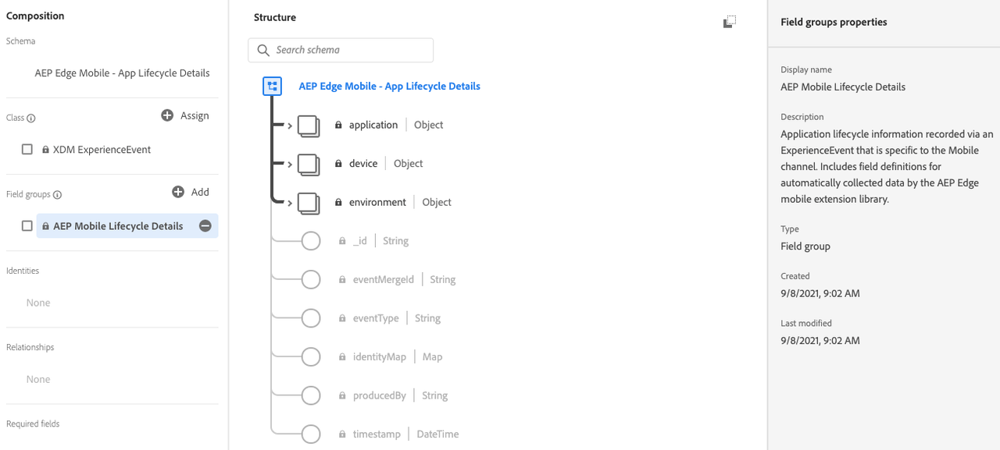 Composition
Schema
AEP Edge Mobile - App Lifecycle Details
Class
Assign
XDM ExperienceEvent
Field groups
Add
AEP Mobile Lifecycle Details
Identities
None
Relationships
None
Required fields
Structure
Search schema
AEP Edge Mobile - App Lifecycle Details
application | Object
device | Object
environment | Object
_id | String
eventMergeId | String
eventType | String
identityMap | Map
producedBy | String
timestamp | DateTime
Field groups properties
Display name
AEP Mobile Lifecycle Details
Description
Application lifecycle information recorded via an
ExperienceEvent that is specific to the Mobile
channel. Includes field definitions for
automatically collected data by the AEP Edge
mobile extension library.
Type
Field group
Created
9/8/2021, 9:02 AM
Last modified
9/8/2021, 9:02 AM